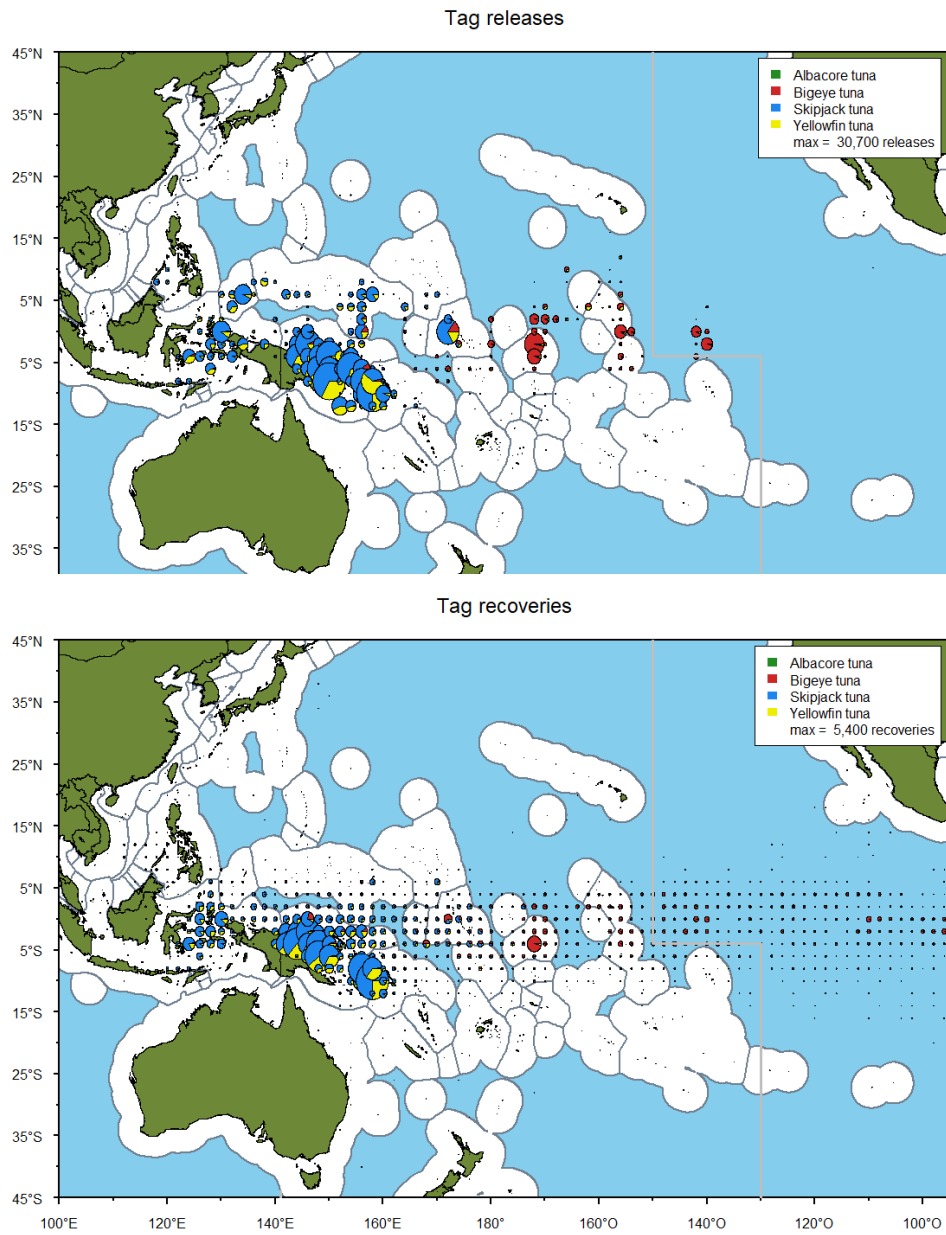 Tag releases
45°N
35°N
25°N
15°N
5°N
5°S
15°S
25°S
35°S
Albacore tuna
Bigeye tuna
Skipjack tuna
Yellowfin tuna
max = 30,700 releases
Tag recoveries
45°N
35°N
25°N
15°N
5°N
5°S
15°S
25°S
35°S
45°S
Albacore tuna
Bigeye tuna
Skipjack tuna
Yellowfin tuna
max = 5,400 recoveries
100°E
120°E
140°E
160°E
180°
160°O
140°O
120°O
100°O